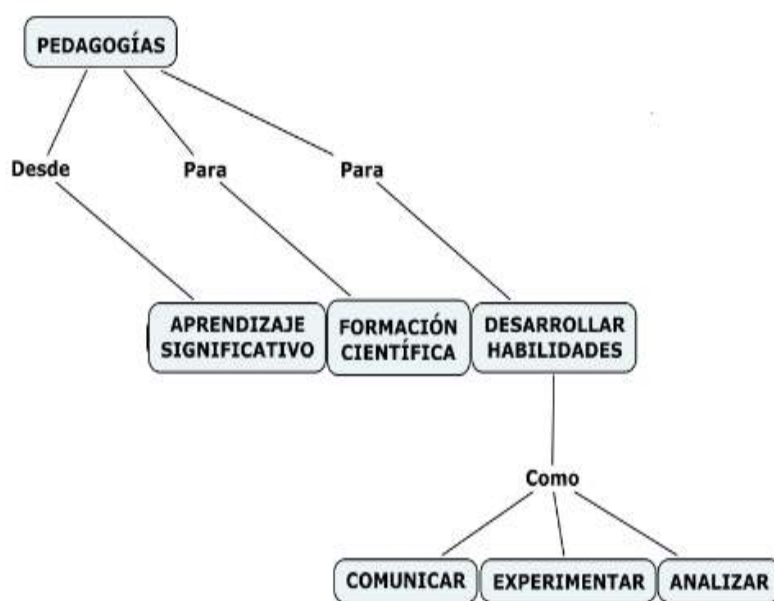 PEDAGOGÍAS
Desde
Para
Para
APRENDIZAJE
SIGNIFICATIVO
FORMACIÓN
CIENTÍFICA
DESARROLLAR
HABILIDADES
Como
COMUNICAR
EXPERIMENTAR
ANALIZAR